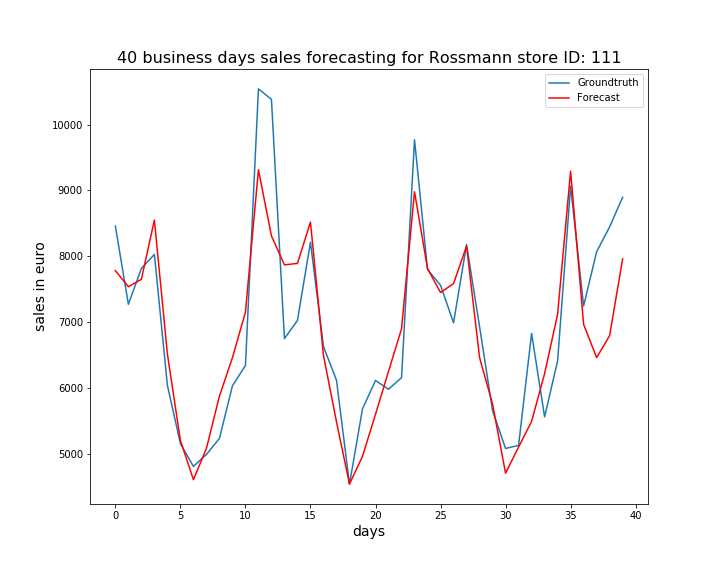 40 business days sales forecasting for Rossmann store ID: 111
Groundtruth
Forecast
sales in euro
10000
9000
8000
7000
6000
5000
0 5 10 15 20 25 30 35 40
days